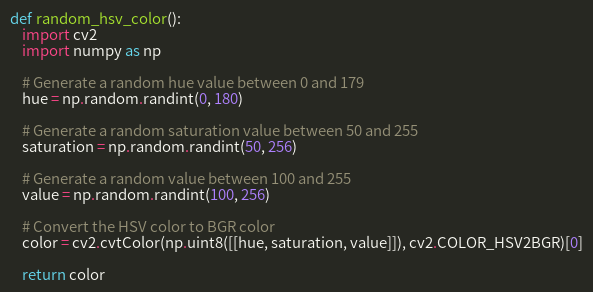 def random_hsv_color():
    import cv2
    import numpy as np

    # Generate a random hue value between 0 and 179
    hue = np.random.randint(0, 180)

    # Generate a random saturation value between 50 and 255
    saturation = np.random.randint(50, 256)

    # Generate a random value between 100 and 255
    value = np.random.randint(100, 256)

    # Convert the HSV color to BGR color
    color = cv2.cvtColor(np.uint8([[hue, saturation, value]]), cv2.COLOR_HSV2BGR)[0]

    return color